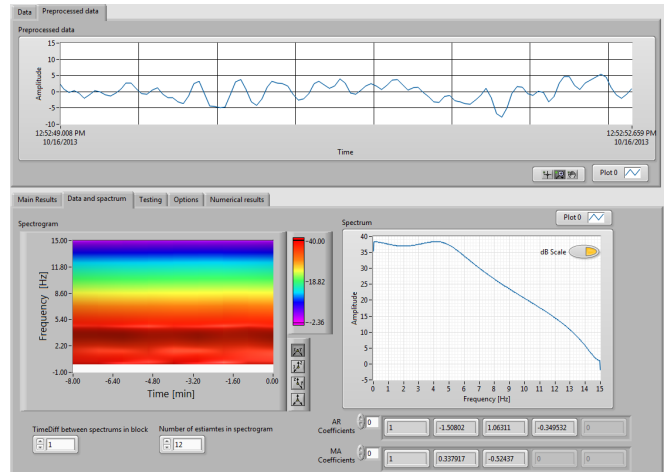 Data Preprocessed data
Preprocessed data
15-
10-
5-
0-
-5-
-10-
Amplitude
12:52:49.008 PM
10/16/2013
12:52:52.659 PM
10/16/2013
Time
Plot 0
Main Results Data and spactrum Testing Options Numerical results
Spectrogram
15.00-
11.80-
8.60-
5.40-
2.20-
-1.00-
Frequency [Hz]
-8.00 -6.40 -4.80 -3.20 -1.60 0.00
Time [min]
-40.00
-18.82
--2.36
Spectrum
Plot 0
dB Scale
40-
35-
30-
25-
20-
15-
10-
5-
0-
-5-
Amplitude
0 1 2 3 4 5 6 7 8 9 10 11 12 13 14 15
Frequency [Hz]
TimeDiff between spectrums in block
1
Number of estiamtes in spectrogram
12
AR Coefficients 0 1 -1.50802 1.06311 -0.349532 0
MA Coefficients 0 1 0.337917 -0.52437 0 0